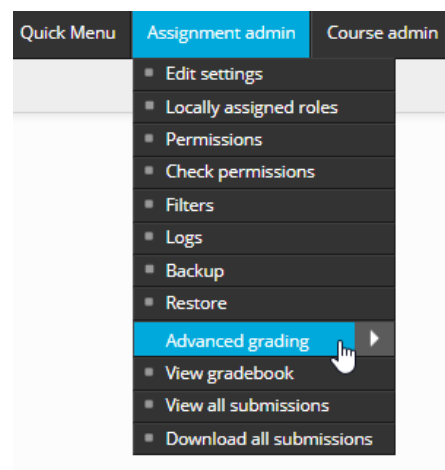 Quick Menu Assignment admin Course admin
Edit settings
Locally assigned roles
Permissions
Check permissions
Filters
Logs
Backup
Restore
Advanced grading
View gradebook
View all submissions
Download all submissions